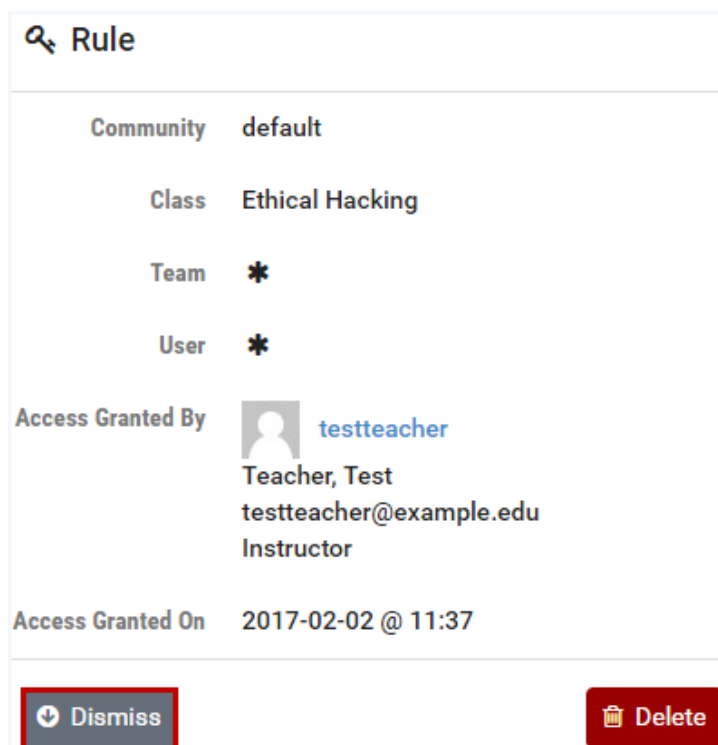 Rule
Community default
Class Ethical Hacking
Team ✱
User ✱
Access Granted By testteacher
Teacher, Test
testteacher@example.edu
Instructor
Access Granted On 2017-02-02 @ 11:37
Dismiss Delete